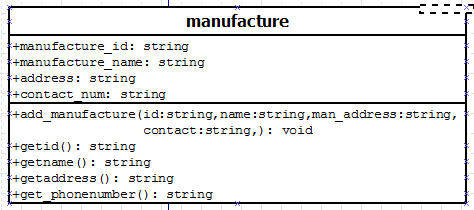 manufacture
+manufacture_id: string
+manufacture_name: string
+address: string
+contact_num: string
+add_manufacture(id:string,name:string,man_address:string,
contact:string,): void
+getid(): string
+getname(): string
+getaddress(): string
+get_phonenumber(): string